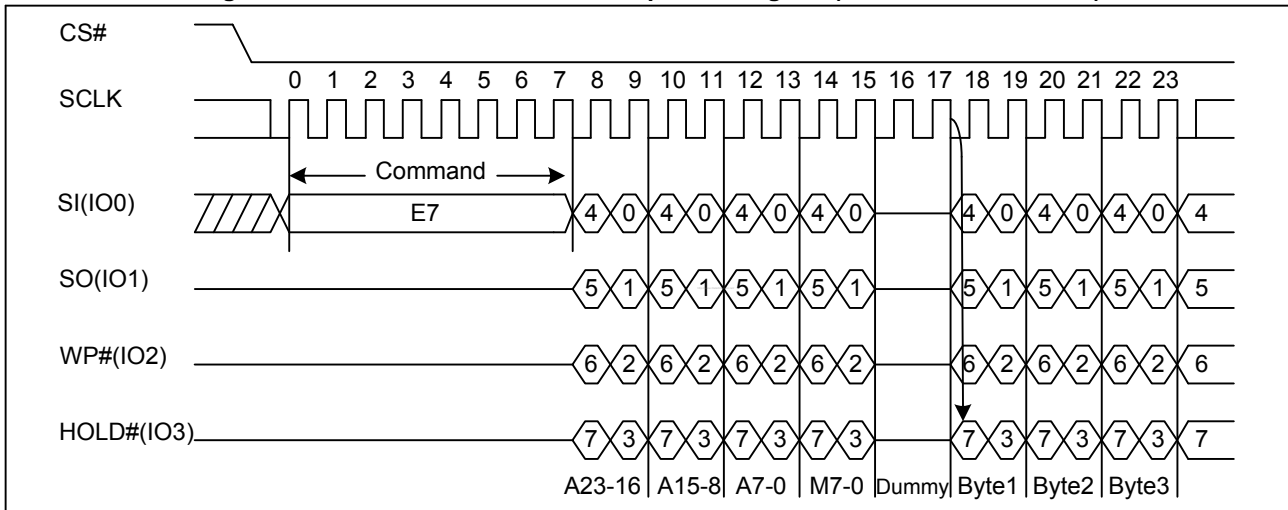 CS#
0 1 2 3 4 5 6 7 8 9 10 11 12 13 14 15 16 17 18 19 20 21 22 23
SCLK
Command
SI(IO0) E7 4 0 4 0 4 0 4 0 4 0 4 0 4 0 4
SO(IO1) 5 1 5 1 5 1 5 1 5 1 5 1 5 1 5
WP#(IO2) 6 2 6 2 6 2 6 2 6 2 6 2 6 2 6
HOLD#(IO3) 7 3 7 3 7 3 7 3 7 3 7 3 7 3 7
A23-16 A15-8 A7-0 M7-0 Dummy Byte1 Byte2 Byte3